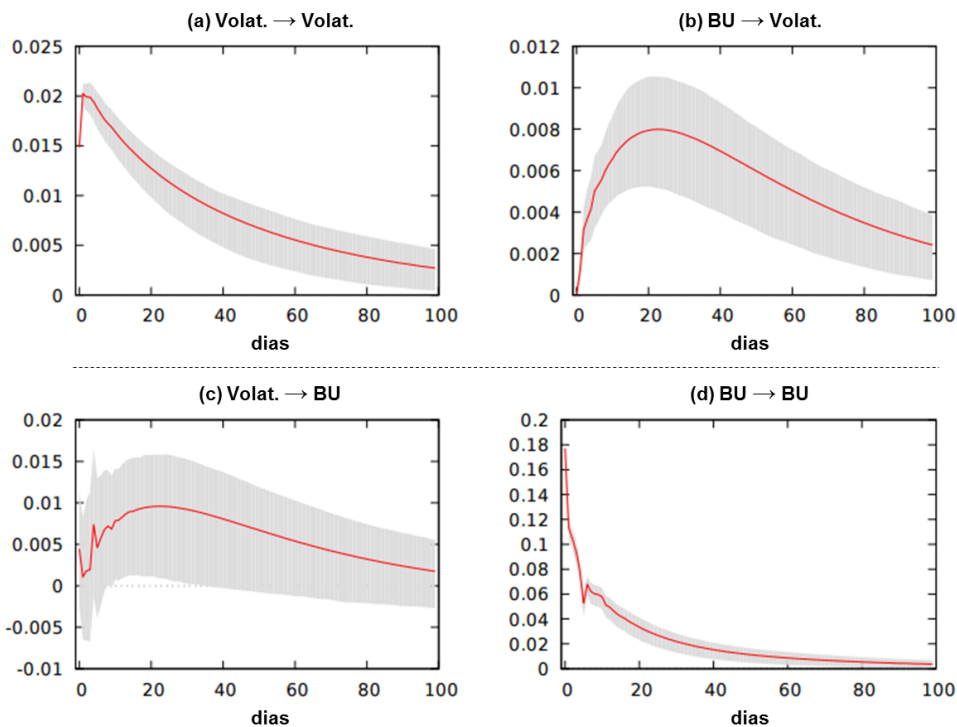 (a) Volat. → Volat.
0.025
0.02
0.015
0.01
0.005
0
0 20 40 60 80 100
dias
(b) BU → Volat.
0.012
0.01
0.008
0.006
0.004
0.002
0
0 20 40 60 80 100
dias
(c) Volat. → BU
0.02
0.015
0.01
0.005
0
-0.005
-0.01
0 20 40 60 80 100
dias
(d) BU → BU
0.2
0.18
0.16
0.14
0.12
0.1
0.08
0.06
0.04
0.02
0
0 20 40 60 80 100
dias